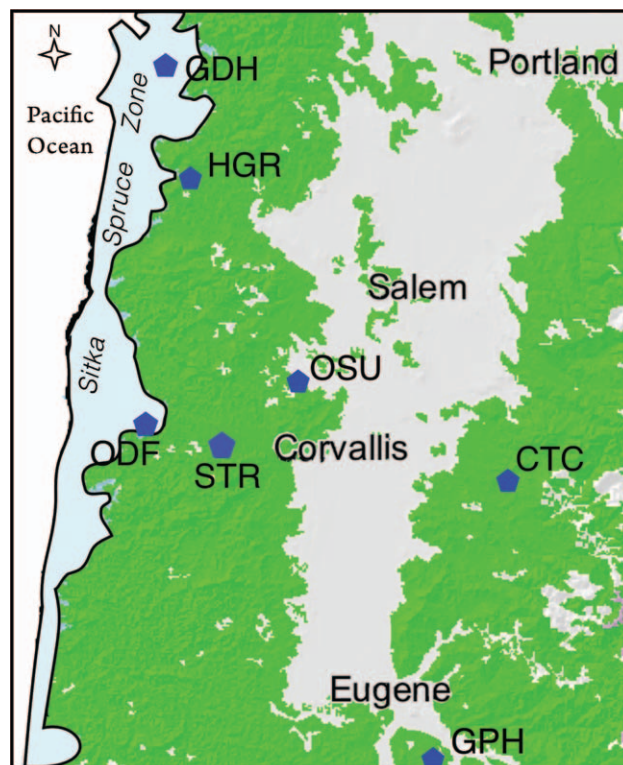 N
GDH
Portland
Pacific
Ocean
Sitka Spruce Zone
HGR
Salem
OSU
ODF
STR
Corvallis
CTC
Eugene
GPH